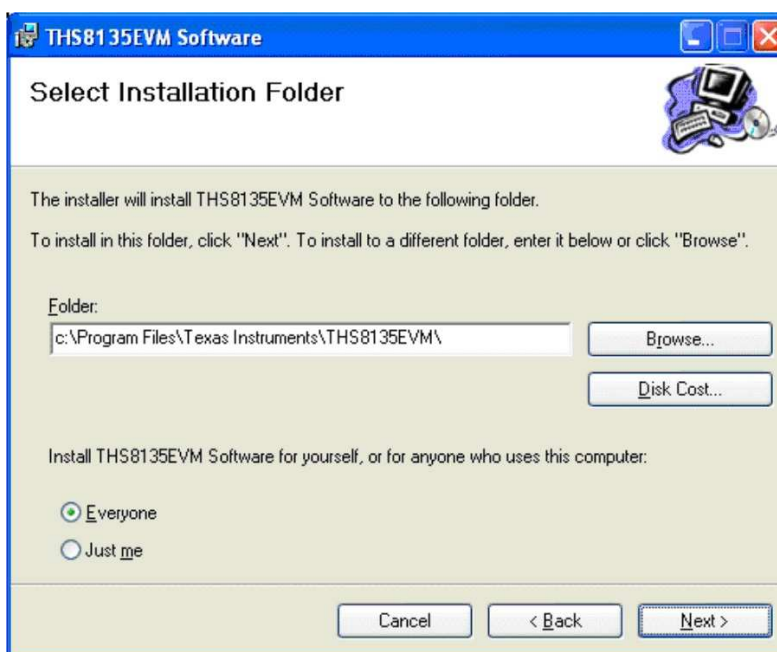 THS8135EVM Software
Select Installation Folder
The installer will install THS8135EVM Software to the following folder.
To install in this folder, click "Next". To install to a different folder, enter it below or click "Browse".
Folder:
c:\Program Files\Texas Instruments\THS8135EVM\
Browse...
Disk Cost...
Install THS8135EVM Software for yourself, or for anyone who uses this computer:
Everyone
Just me
Cancel
< Back
Next >